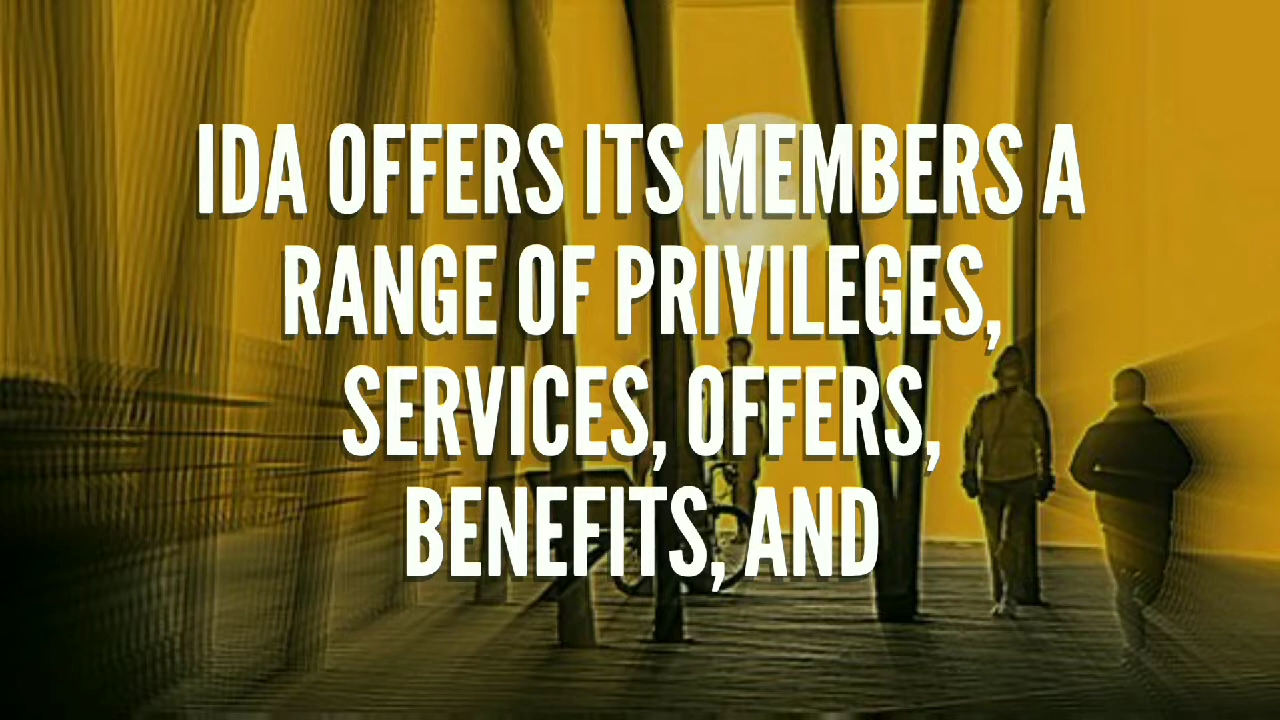 IDA OFFERS ITS MEMBERS A
RANGE OF PRIVILEGES,
SERVICES, OFFERS,
BENEFITS, AND